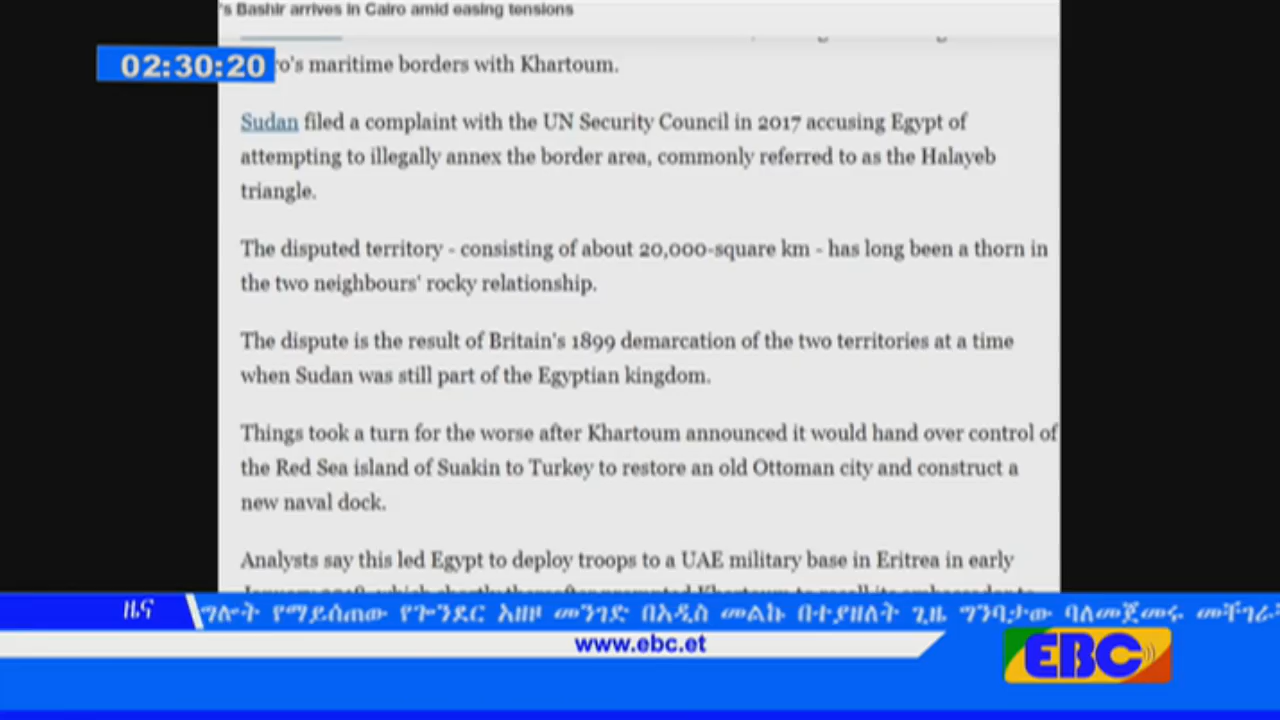 's Bashir arrives in Cairo amid easing tensions
02:30:20
ro's maritime borders with Khartoum.
Sudan filed a complaint with the UN Security Council in 2017 accusing Egypt of
attempting to illegally annex the border area, commonly referred to as the Halayeb
triangle.
The disputed territory - consisting of about 20,000-square km - has long been a thorn in
the two neighbours' rocky relationship.
The dispute is the result of Britain's 1899 demarcation of the two territories at a time
when Sudan was still part of the Egyptian kingdom.
Things took a turn for the worse after Khartoum announced it would hand over control of
the Red Sea island of Suakin to Turkey to restore an old Ottoman city and construct a
new naval dock.
Analysts say this led Egypt to deploy troops to a UAE military base in Eritrea in early
ዜና
ግሎት የማይሰጠው የጐንደር አዘዞ መንገድ በአዲስ መልኩ በተያዘለት ጊዜ ግንባታው ባለመጀመሩ መቸገራ
www.ebc.et
EBC